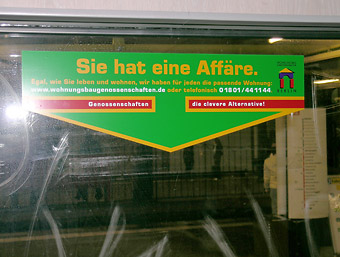 Sie hat eine Affäre.
Egal, wie Sie leben und wohnen, wir haben für jeden die passende Wohnung:
www.wohnungsbaugenossenschaften.de oder telefonisch 01801/441144
Genossenschaften die clevere Alternative!
BERLIN